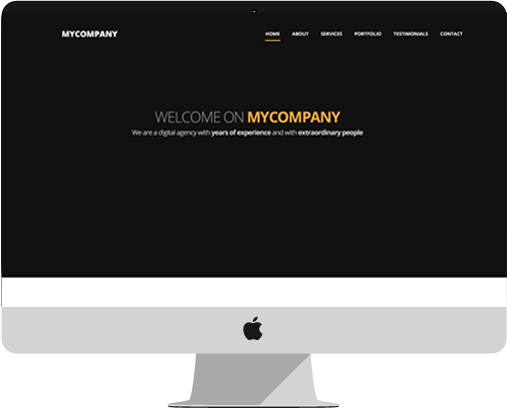 MYCOMPANY
HOME ABOUT SERVICES PORTFOLIO TESTIMONIALS CONTACT
WELCOME ON MYCOMPANY
We are a digital agency with years of experience and with extraordinary people